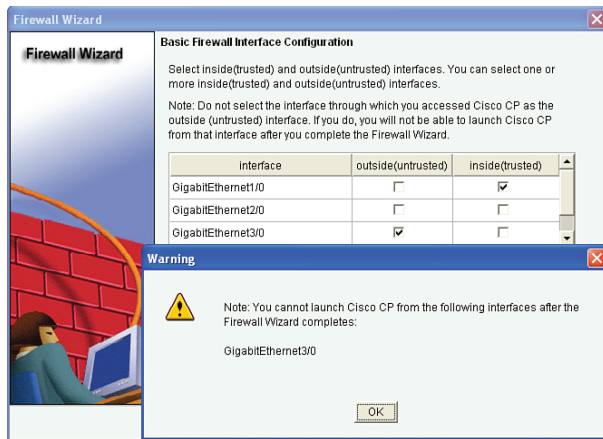 Firewall Wizard
Firewall Wizard
Basic Firewall Interface Configuration
Select inside(trusted) and outside(untrusted) interfaces. You can select one or
more inside(trusted) and outside(untrusted) interfaces.
Note: Do not select the interface through which you accessed Cisco CP as the
outside (untrusted) interface. If you do, you will not be able to launch Cisco CP
from that interface after you complete the Firewall Wizard.
interface outside(untrusted) inside(trusted)
GigabitEthernet1/0
GigabitEthernet2/0
GigabitEthernet3/0
Warning
Note: You cannot launch Cisco CP from the following interfaces after the
Firewall Wizard completes:
GigabitEthernet3/0
OK